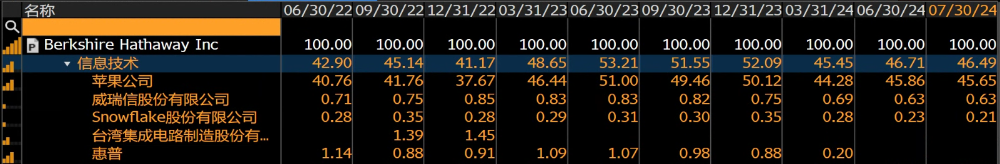 名称 06/30/22 09/30/22 12/31/22 03/31/23 06/30/23 09/30/23 12/31/23 03/31/24 06/30/24 07/30/24
P Berkshire Hathaway Inc 100.00 100.00 100.00 100.00 100.00 100.00 100.00 100.00 100.00 100.00
信息技术 42.90 45.14 41.17 48.65 53.21 51.55 52.09 45.45 46.71 46.49
苹果公司 40.76 41.76 37.67 46.44 51.00 49.46 50.12 44.28 45.86 45.65
威瑞信股份有限公司 0.71 0.75 0.85 0.83 0.83 0.82 0.75 0.69 0.63 0.63
Snowflake股份有限公司 0.28 0.35 0.28 0.29 0.31 0.30 0.35 0.28 0.23 0.21
台湾集成电路制造股份有... 1.39 1.45
惠普 1.14 0.88 0.91 1.09 1.07 0.98 0.88 0.20